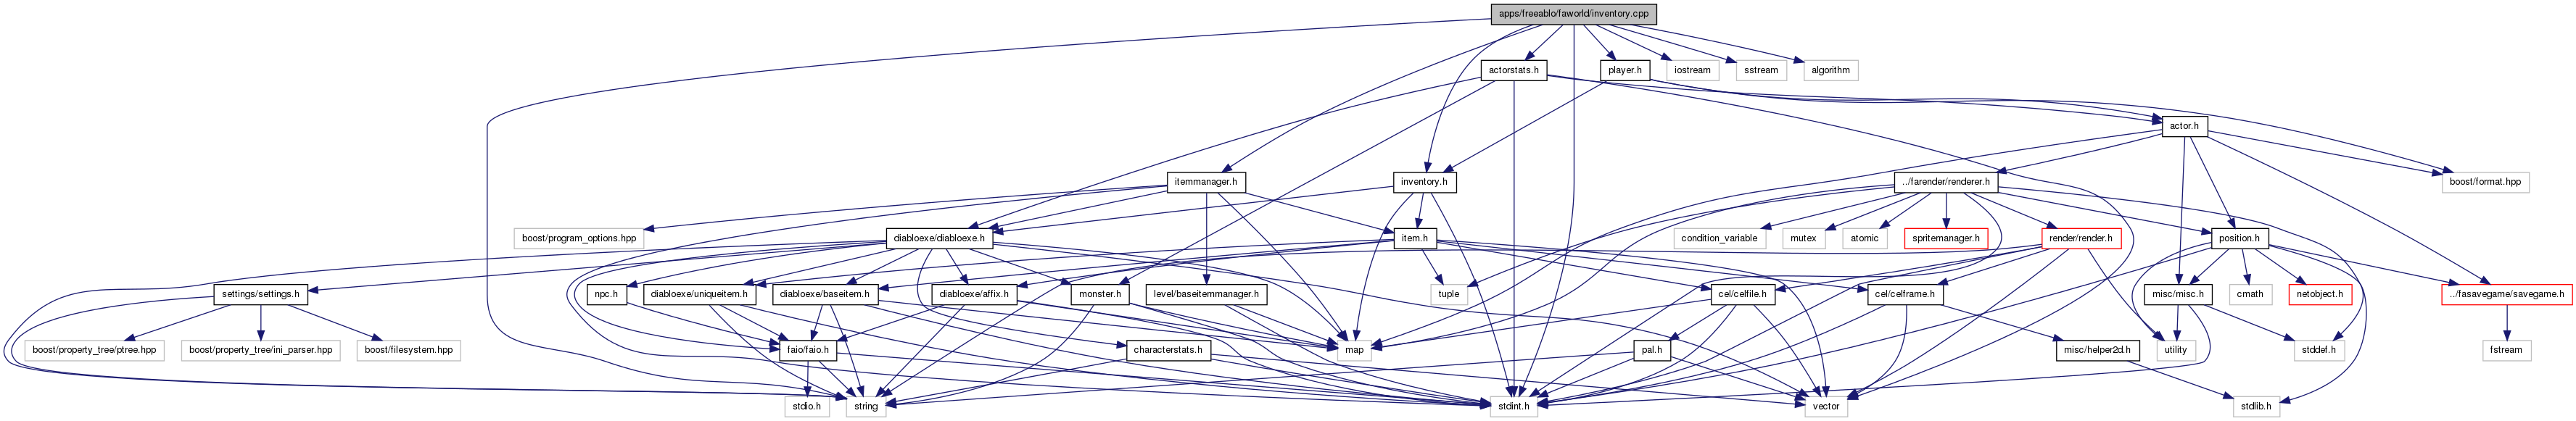 apps/freeablo/faworld/inventory.cpp
actorstats.h
player.h
iostream
sstream
algorithm
actor.h
itemmanager.h
inventory.h
../farender/renderer.h
boost/format.hpp
boost/program_options.hpp
diabloexe/diabloexe.h
item.h
condition_variable
mutex
atomic
spritemanager.h
render/render.h
position.h
settings/settings.h
npc.h
diabloexe/uniqueitem.h
diabloexe/baseitem.h
diabloexe/affix.h
monster.h
level/baseitemmanager.h
tuple
cel/celfile.h
cel/celframe.h
misc/misc.h
cmath
netobject.h
../fasavegame/savegame.h
boost/property_tree/ptree.hpp
boost/property_tree/ini_parser.hpp
boost/filesystem.hpp
faio/faio.h
characterstats.h
map
pal.h
misc/helper2d.h
utility
stddef.h
fstream
stdio.h
string
stdint.h
vector
stdlib.h